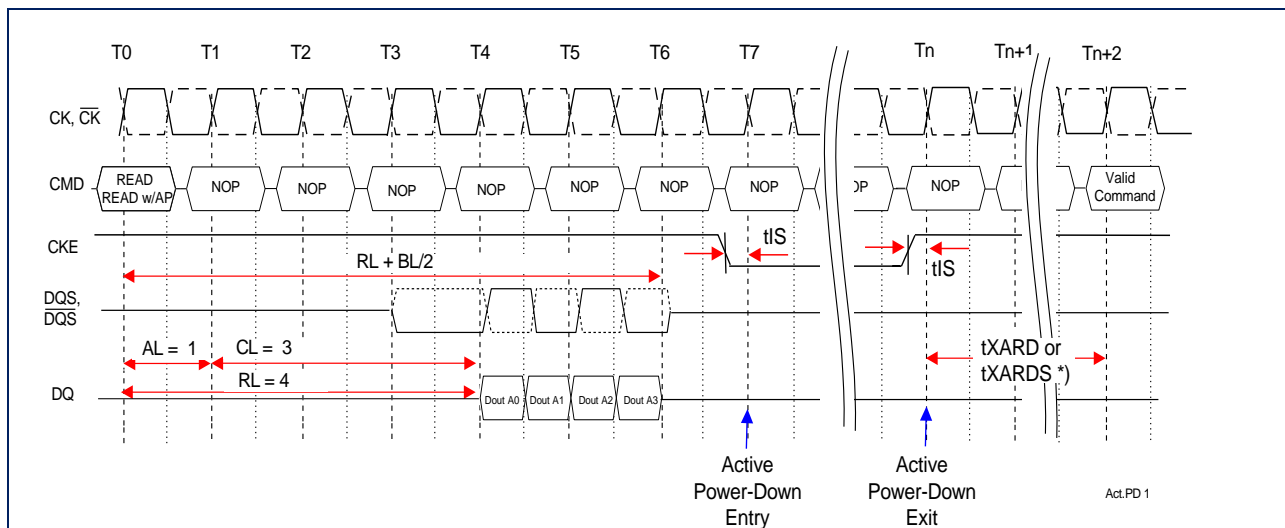 T0 T1 T2 T3 T4 T5 T6 T7 Tn Tn+1 Tn+2
CK, CK
CMD READ NOP NOP NOP NOP NOP NOP NOP OP NOP Valid
READ w/AP Command
CKE
tIS tIS
RL + BL/2
DQS,
DQS
AL = 1 CL = 3 tXARD or
RL = 4 tXARDS *)
DQ
Dout A0 Dout A1 Dout A2 Dout A3
Active Active
Power-Down Power-Down
Entry Exit
Act.PD 1